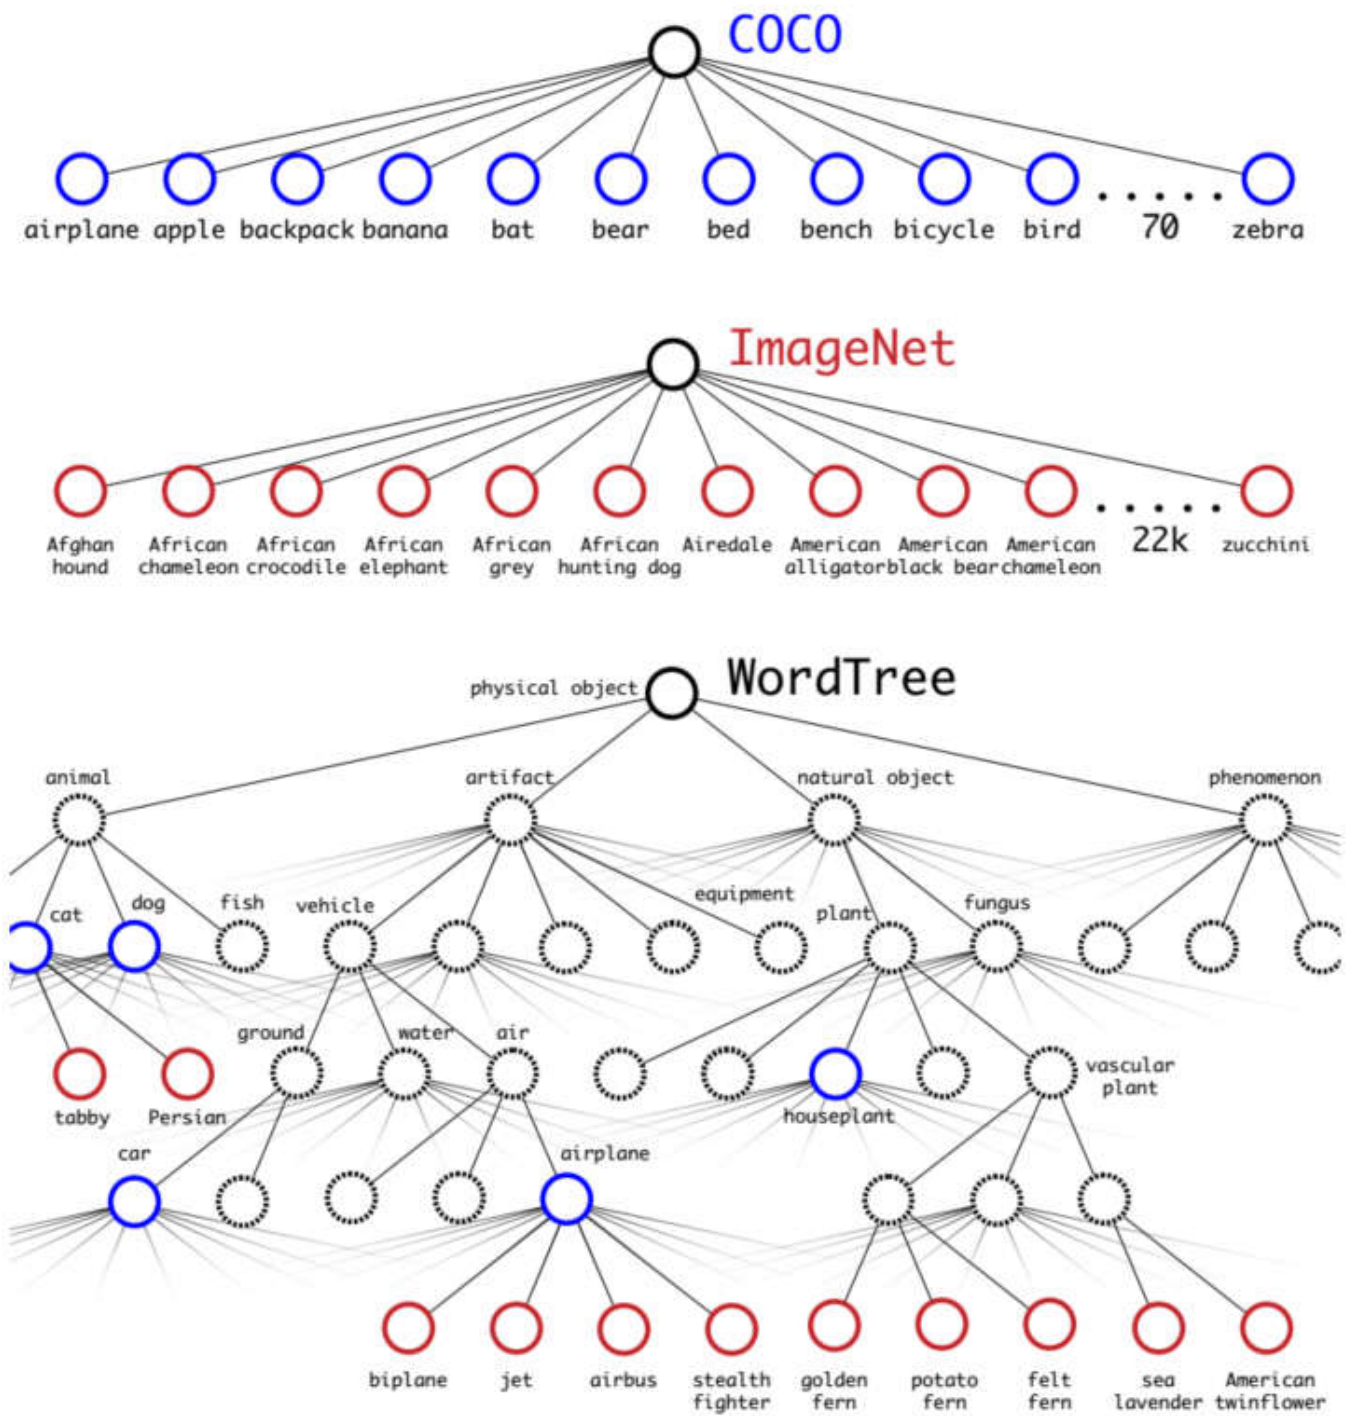 COCO
airplane apple backpack banana bat bear bed bench bicycle bird 70 zebra
ImageNet
Afghan hound
African chameleon
African crocodile
African elephant
African grey
African hunting dog
Airedale
American alligator
American black bear
American chameleon
22k
zucchini
WordTree
physical object
animal artifact natural object phenomenon
cat dog fish vehicle equipment plant fungus
ground water air vascular
plant
tabby Persian houseplant
car airplane
biplane jet airbus stealth
fighter
golden
fern
potato
fern
felt
fern
sea
lavender
American
twinflower